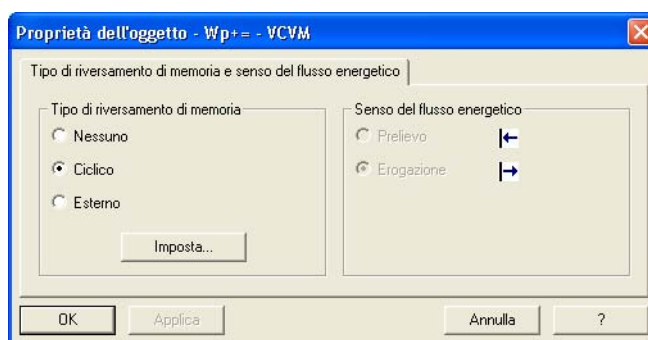 Proprietà dell'oggetto - Wp+= - VCVM
Tipo di riversamento di memoria e senso del flusso energetico
Tipo di riversamento di memoria
Nessuno
Ciclico
Esterno
Imposta...
Senso del flusso energetico
Prelievo
Erogazione
OK
Applica
Annulla
?